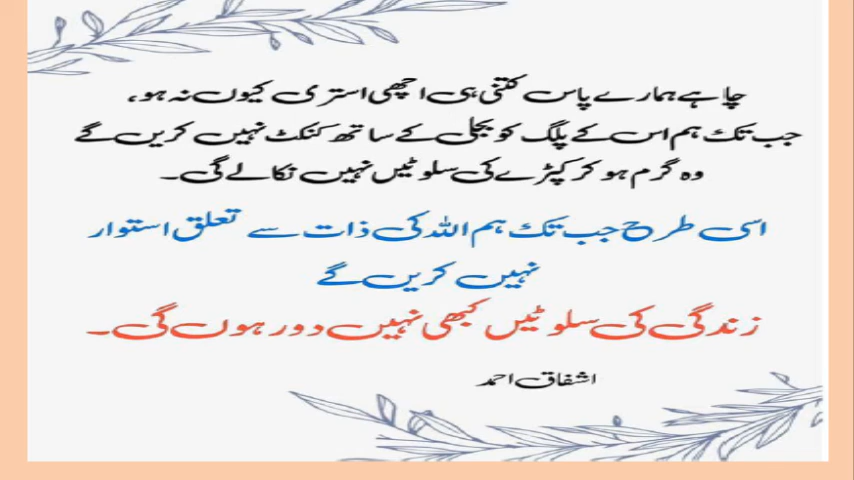 چاہے ہمارے پاس کتنی ہی اچھی استری کیوں نہ ہو،
جب تک ہم اس کے پلگ کو بجلی کے ساتھ کنکٹ نہیں کریں گے
وہ گرم ہو کر کپڑے کی سلوٹیں نہیں نکالے گی۔
اسی طرح جب تک ہم اللہ کی ذات سے تعلق استوار
نہیں کریں گے
زندگی کی سلوٹیں کبھی نہیں دور ہوں گی۔
اشفاق احمد